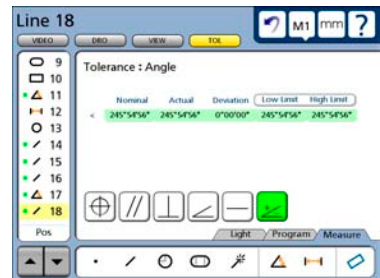 Line 18
M1 mm ?
VIDEO DRO VIEW TOL
9
10
11
12
13
14
15
16
17
18
Pos
Tolerance : Angle
Nominal Actual Deviation Low Limit High Limit
< 245°54'56" 245°54'56" 0°00'00" 245°54'56" 245°54'56"
Light Program Measure